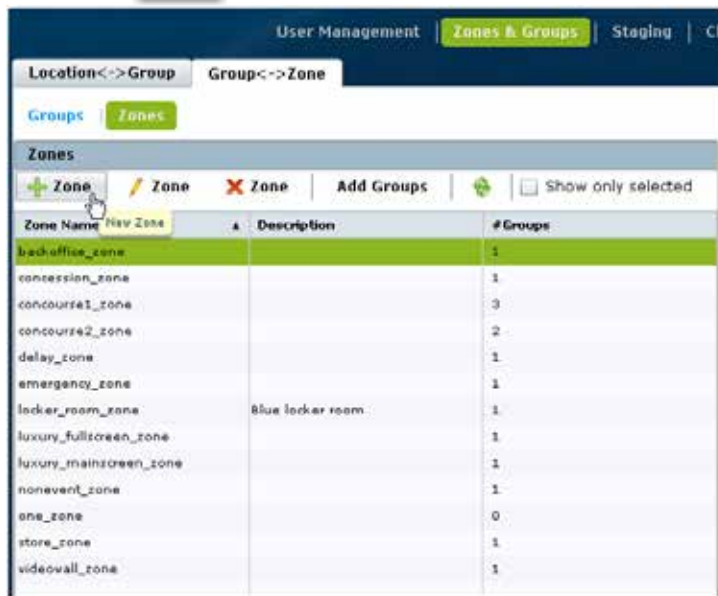 User Management | Zones & Groups | Staging |
Location<->Group Group<->Zone
Groups | Zones
Zones
Zone Zone Zone Add Groups Show only selected
New Zone
Zone Name Description # Groups
backoffice_zone 1
concession_zone 1
concourse1_zone 3
concourse2_zone 2
delay_zone 1
emergency_zone 1
locker_room_zone Blue locker room 1
luxury_fullscreen_zone 1
luxury_mainscreen_zone 1
nonevent_zone 1
one_zone 0
store_zone 1
videowall_zone 1